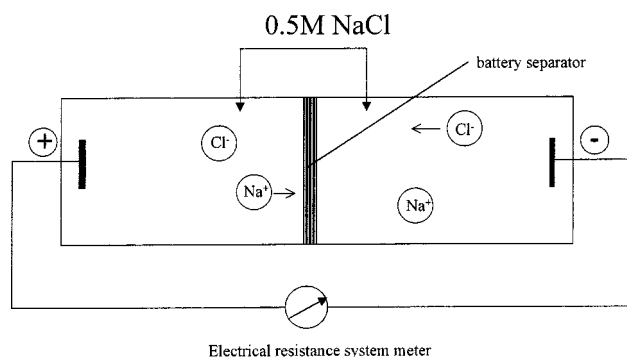 0.5M NaCl
battery separator
+
Cl-
Cl-
-
Na+
Na+
Electrical resistance system meter